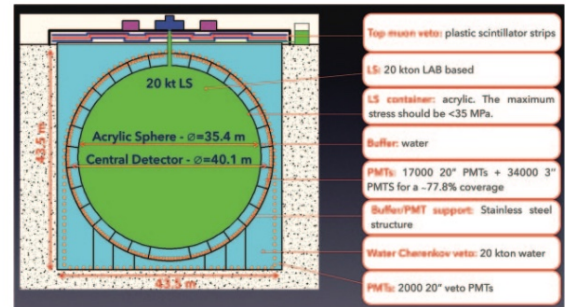 20 kt LS
Acrylic Sphere - ∅=35.4 m
Central Detector - ∅=40.1 m
43.5 m
43.5 m
Top muon veto: plastic scintillator strips
LS: 20 kton LAB based
LS container: acrylic. The maximum
stress should be <35 MPa.
Buffer: water
PMTs: 17000 20" PMTs + 34000 3"
PMTS for a ~77.8% coverage
Buffer/PMT support: Stainless steel
structure
Water Cherenkov veto: 20 kton water
PMTs: 2000 20" veto PMTs